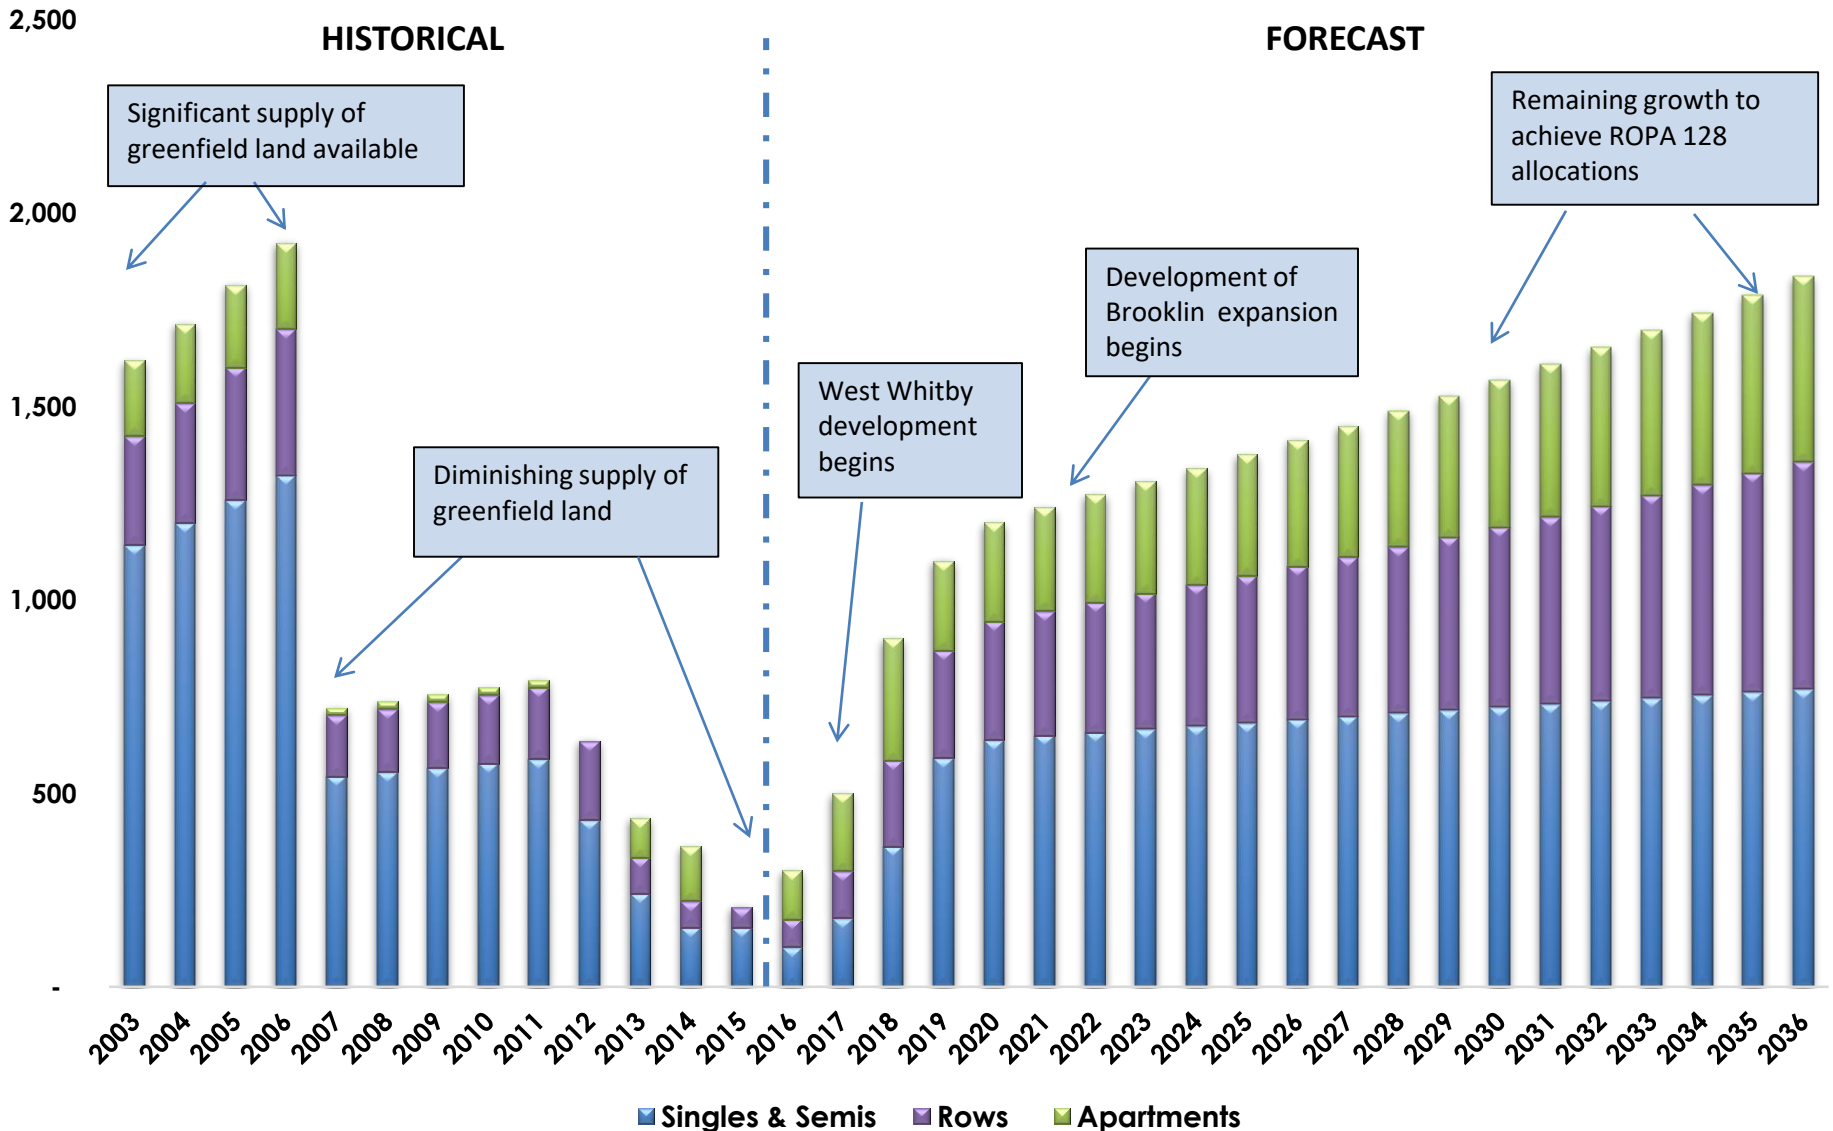 HISTORICAL
FORECAST
2,500
2,000
1,500
1,000
500
-
Significant supply of
greenfield land available
Diminishing supply of
greenfield land
West Whitby
development
begins
Development of
Brooklin expansion
begins
Remaining growth to
achieve ROPA 128
allocations
2003
2004
2005
2006
2007
2008
2009
2010
2011
2012
2013
2014
2015
2016
2017
2018
2019
2020
2021
2022
2023
2024
2025
2026
2027
2028
2029
2030
2031
2032
2033
2034
2035
2036
Singles & Semis
Rows
Apartments